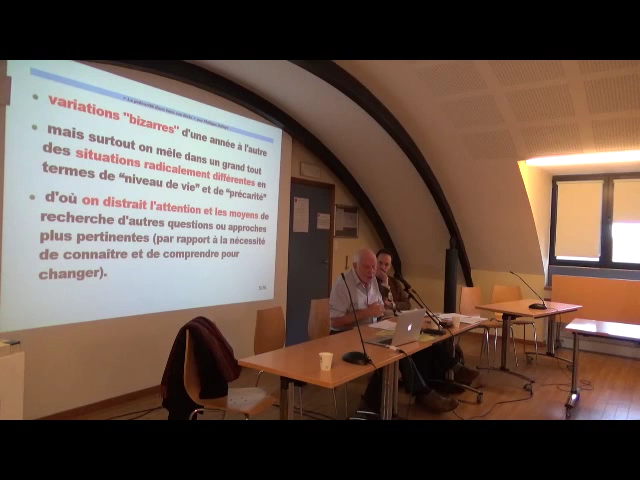 variations "bizarres" d'une année à l'autre
mais surtout on mêle dans un grand tout
des situations radicalement différentes en
termes de “niveau de vie” et de “précarité”
d'où on distrait l'attention et les moyens de
recherche d'autres questions ou approches
plus pertinentes (par rapport à la nécessité
de connaître et de comprendre pour
changer).